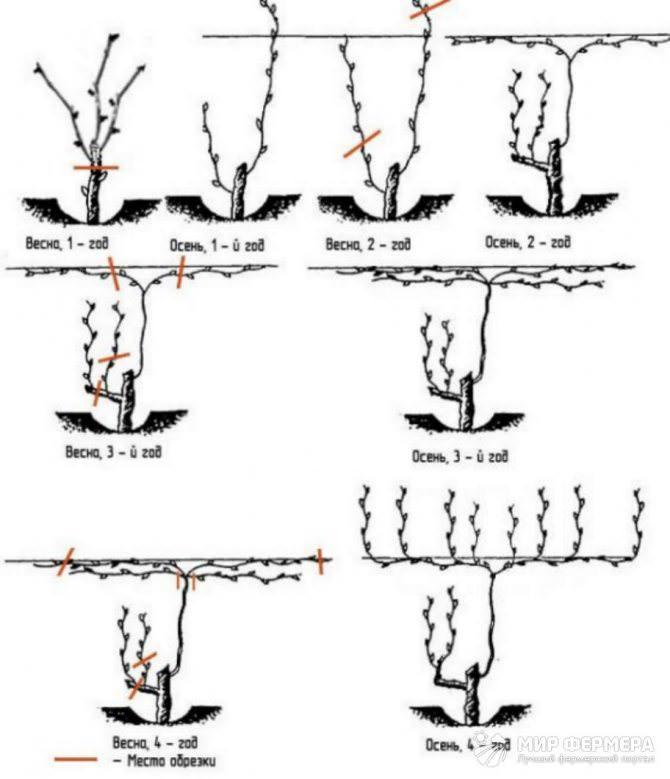 Весна, 1 - год
Осень, 1 - й год
Весна, 2 - год
Осень, 2 - год
Весна, 3 - й год
Осень, 3 - й год
Весна, 4 - год
- Место обрезки
Осень, 4 - год
МИР ФЕРМЕРА
Лучший фермерский портал